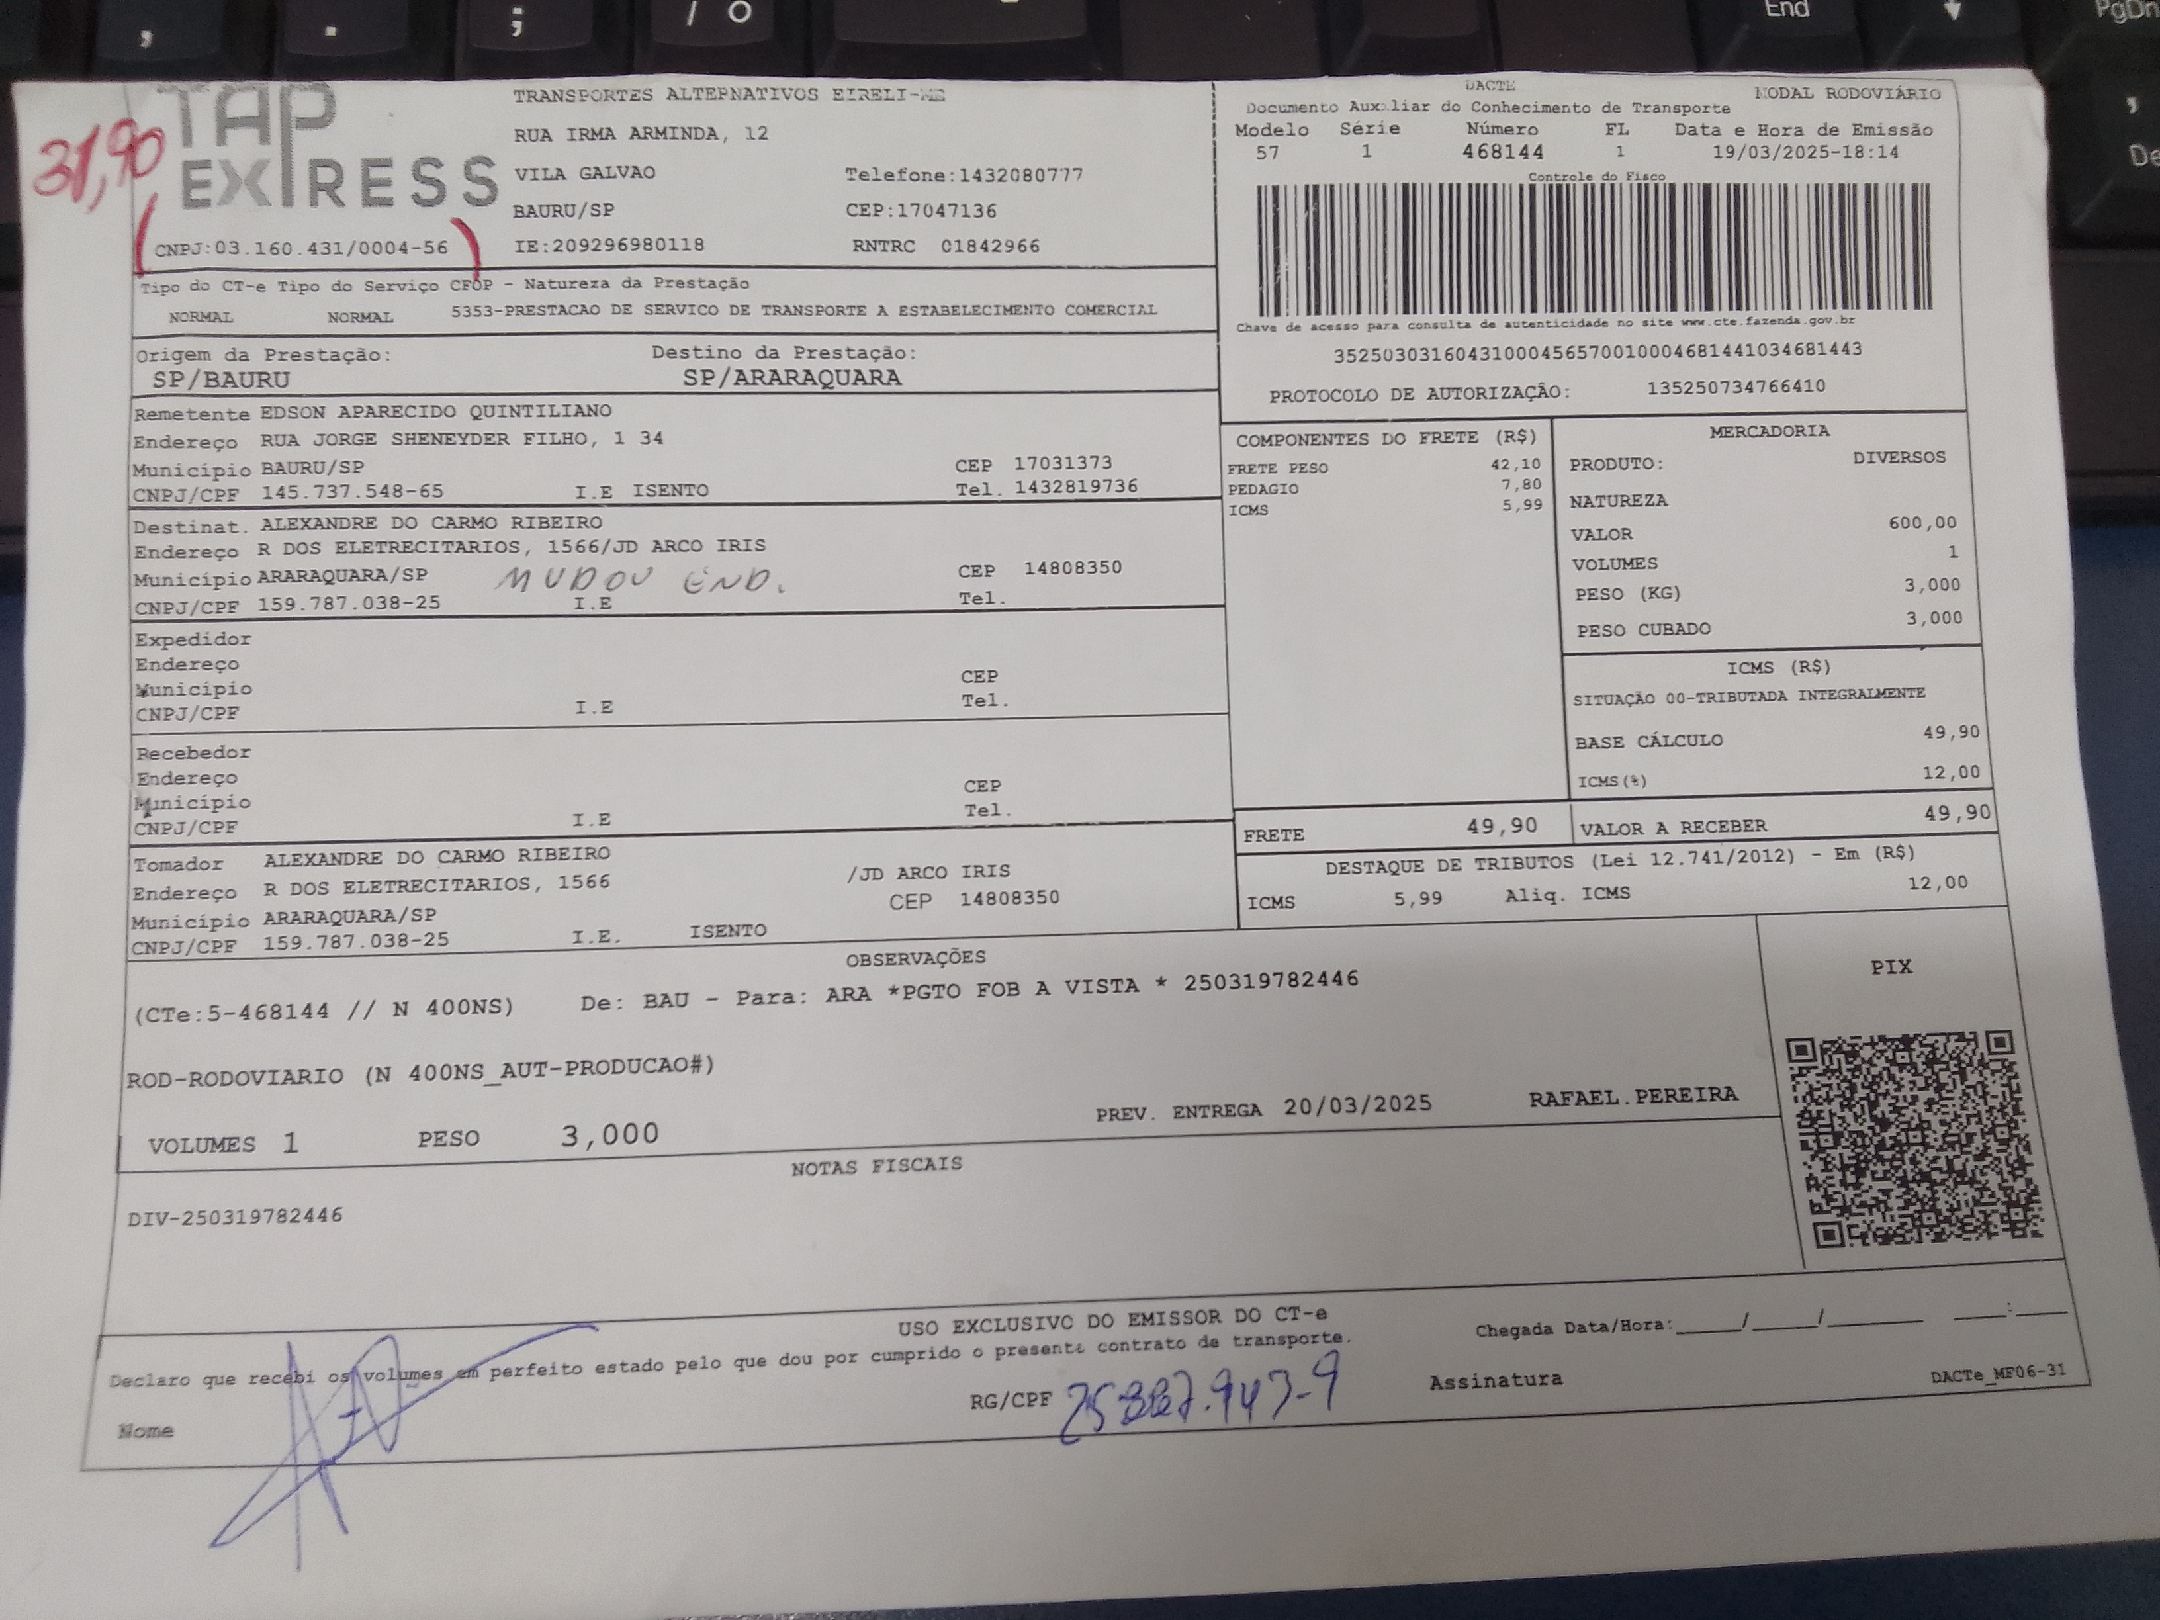 , . ; / O End PgDn
TAP EXPRESS
31,90
CNPJ:03.160.431/0004-56
TRANSPORTES ALTERNATIVOS EIRELI-ME
RUA IRMA ARMINDA, 12
VILA GALVAO Telefone:1432080777
BAURU/SP CEP:17047136
IE:209296980118 RNTRC 01842966
DACTE
Documento Auxiliar do Conhecimento de Transporte MODAL RODOVIÁRIO
Modelo Série Número FL Data e Hora de Emissão
57 1 468144 1 19/03/2025-18:14
Controle do Fisco
Chave de acesso para consulta de autenticidade no site www.cte.fazenda.gov.br
35250303160431000456570010004681441034681443
PROTOCOLO DE AUTORIZAÇÃO: 135250734766410
Tipo do CT-e Tipo do Serviço CFOP - Natureza da Prestação
NORMAL NORMAL 5353-PRESTACAO DE SERVICO DE TRANSPORTE A ESTABELECIMENTO COMERCIAL
Origem da Prestação: Destino da Prestação:
SP/BAURU SP/ARARAQUARA
Remetente EDSON APARECIDO QUINTILIANO
Endereço RUA JORGE SHENEYDER FILHO, 1 34
Município BAURU/SP CEP 17031373
CNPJ/CPF 145.737.548-65 I.E ISENTO Tel. 1432819736
Destinat. ALEXANDRE DO CARMO RIBEIRO
Endereço R DOS ELETRECITARIOS, 1566/JD ARCO IRIS
Município ARARAQUARA/SP MUDOU END. CEP 14808350
CNPJ/CPF 159.787.038-25 I.E Tel.
Expedidor
Endereço
Município CEP
CNPJ/CPF I.E Tel.
Recebedor
Endereço
Município CEP
CNPJ/CPF I.E Tel.
Tomador ALEXANDRE DO CARMO RIBEIRO
Endereço R DOS ELETRECITARIOS, 1566 /JD ARCO IRIS
Município ARARAQUARA/SP CEP 14808350
CNPJ/CPF 159.787.038-25 I.E. ISENTO
COMPONENTES DO FRETE (R$)
FRETE PESO 42,10
PEDAGIO 7,80
ICMS 5,99
MERCADORIA
PRODUTO: DIVERSOS
NATUREZA
VALOR 600,00
VOLUMES 1
PESO (KG) 3,000
PESO CUBADO 3,000
ICMS (R$)
SITUAÇÃO 00-TRIBUTADA INTEGRALMENTE
BASE CÁLCULO 49,90
ICMS(%) 12,00
FRETE 49,90 VALOR A RECEBER 49,90
DESTAQUE DE TRIBUTOS (Lei 12.741/2012) - Em (R$)
ICMS 5,99 Aliq. ICMS 12,00
OBSERVAÇÕES
(CTe:5-468144 // N 400NS) De: BAU - Para: ARA *PGTO FOB A VISTA * 250319782446
ROD-RODOVIARIO (N 400NS_AUT-PRODUCAO#)
PREV. ENTREGA 20/03/2025 RAFAEL.PEREIRA
VOLUMES 1 PESO 3,000
PIX
NOTAS FISCAIS
DIV-250319782446
USO EXCLUSIVO DO EMISSOR DO CT-e
Declaro que recebi os volumes em perfeito estado pelo que dou por cumprido o presente contrato de transporte.
Chegada Data/Hora:____/____/______ ___:___
Nome RG/CPF Assinatura
DACTe_MF06-31